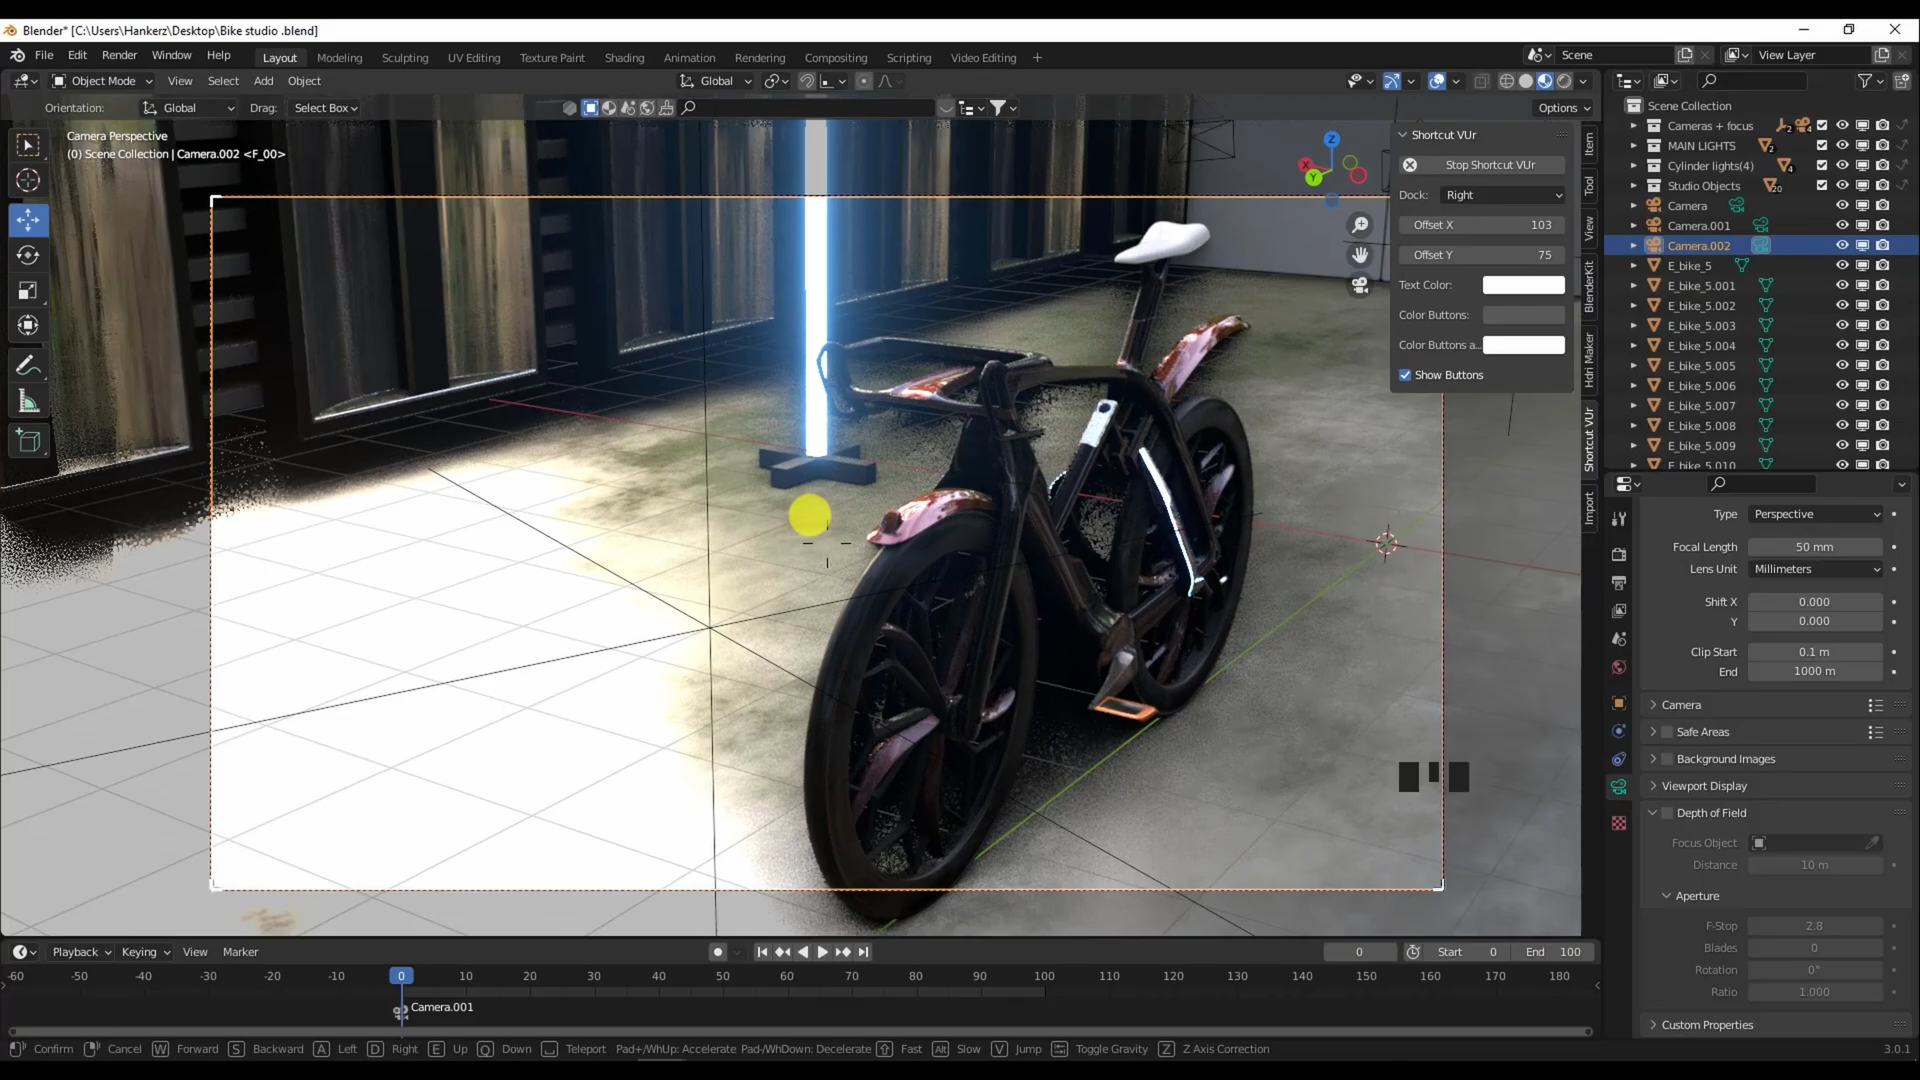 Blender* [C:\Users\Hankerz\Desktop\Bike studio .blend]
File Edit Render Window Help Layout Modeling Sculpting UV Editing Texture Paint Shading Animation Rendering Compositing Scripting Video Editing + Scene View Layer
Object Mode View Select Add Object Global
Orientation: Global Drag: Select Box Options
Camera Perspective
(0) Scene Collection | Camera.002 <F_00>
X Y Z
Shortcut VUr
Stop Shortcut VUr
Dock: Right
Offset X 103
Offset Y 75
Text Color:
Color Buttons:
Color Buttons a...
Show Buttons
Item
Tool
View
BlenderKit
Hdri Maker
Shortcut VUr
Import
Scene Collection
Cameras + focus 2 4
MAIN LIGHTS 2
Cylinder lights(4) 4
Studio Objects 20
Camera
Camera.001
Camera.002
E_bike_5
E_bike_5.001
E_bike_5.002
E_bike_5.003
E_bike_5.004
E_bike_5.005
E_bike_5.006
E_bike_5.007
E_bike_5.008
E_bike_5.009
E_bike_5.010
Type Perspective
Focal Length 50 mm
Lens Unit Millimeters
Shift X 0.000
Y 0.000
Clip Start 0.1 m
End 1000 m
Camera
Safe Areas
Background Images
Viewport Display
Depth of Field
Focus Object
Distance 10 m
Aperture
F-Stop 2.8
Blades 0
Rotation 0°
Ratio 1.000
Custom Properties
Playback Keying View Marker 0 Start 0 End 100
-60 -50 -40 -30 -20 -10 0 10 20 30 40 50 60 70 80 90 100 110 120 130 140 150 160 170 180
Camera.001
Confirm Cancel W Forward S Backward A Left D Right E Up Q Down Teleport Pad+/WhUp: Accelerate Pad-/WhDown: Decelerate Fast Alt Slow V Jump Toggle Gravity Z Z Axis Correction 3.0.1